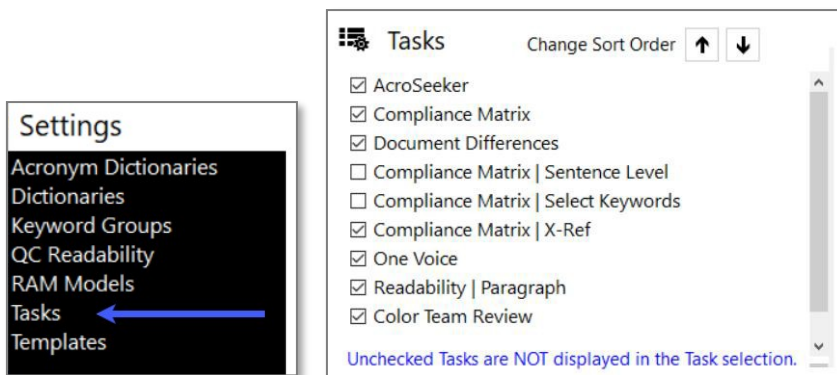 Settings
Acronym Dictionaries
Dictionaries
Keyword Groups
QC Readability
RAM Models
Tasks
Templates
Tasks
Change Sort Order
AcroSeeker
Compliance Matrix
Document Differences
Compliance Matrix | Sentence Level
Compliance Matrix | Select Keywords
Compliance Matrix | X-Ref
One Voice
Readability | Paragraph
Color Team Review
Unchecked Tasks are NOT displayed in the Task selection.